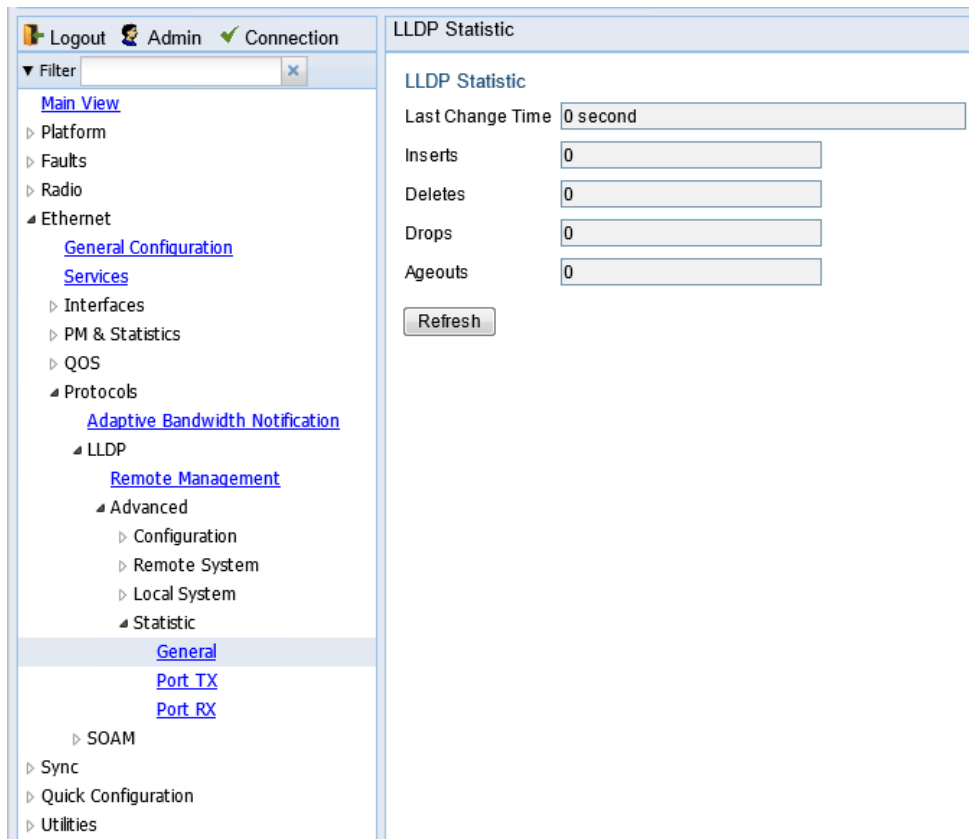 Logout Admin Connection
Filter
Main View
Platform
Faults
Radio
Ethernet
General Configuration
Services
Interfaces
PM & Statistics
QOS
Protocols
Adaptive Bandwidth Notification
LLDP
Remote Management
Advanced
Configuration
Remote System
Local System
Statistic
General
Port TX
Port RX
SOAM
Sync
Quick Configuration
Utilities
LLDP Statistic
LLDP Statistic
Last Change Time 0 second
Inserts 0
Deletes 0
Drops 0
Ageouts 0
Refresh